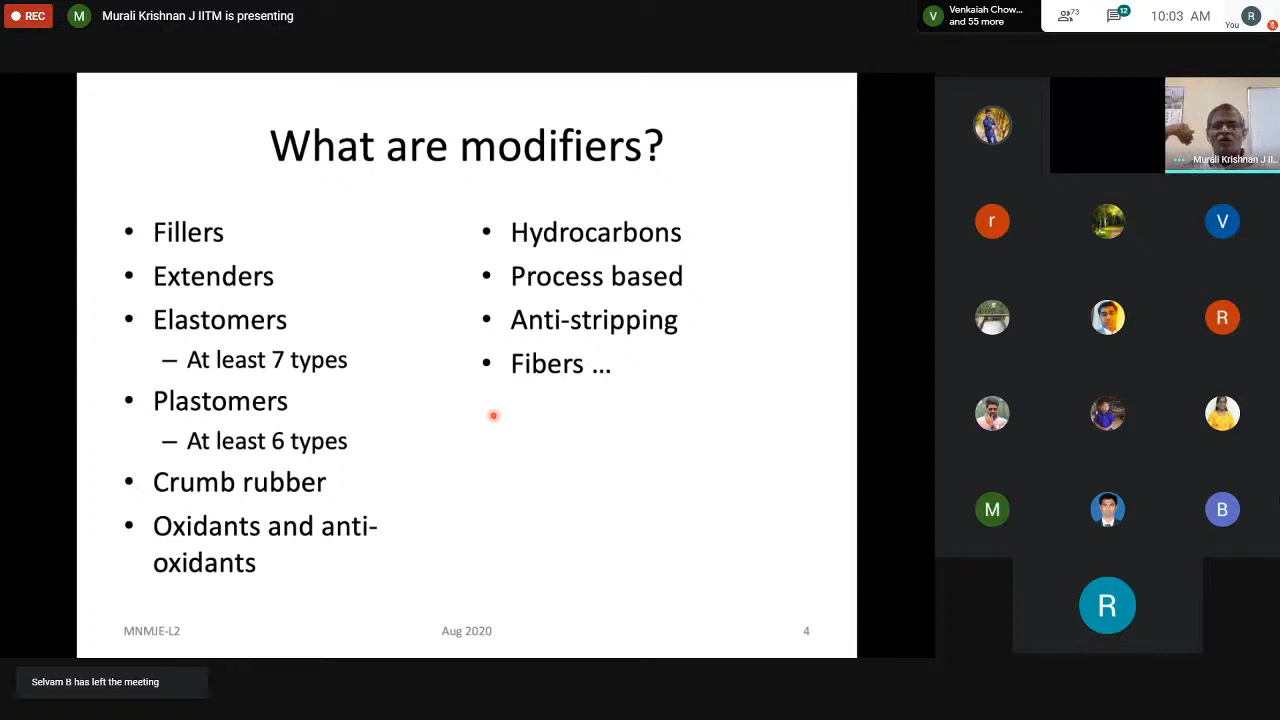 REC
M
Murali Krishnan J IITM is presenting
V
Venkaiah Chow...
and 55 more
73
12
10:03 AM
You
R
What are modifiers?
• Fillers
• Extenders
• Elastomers
– At least 7 types
• Plastomers
– At least 6 types
• Crumb rubber
• Oxidants and anti-
oxidants
• Hydrocarbons
• Process based
• Anti-stripping
• Fibers ...
MNMJE-L2
Aug 2020
4
Murali Krishnan J II...
r
V
R
M
B
R
Selvam B has left the meeting